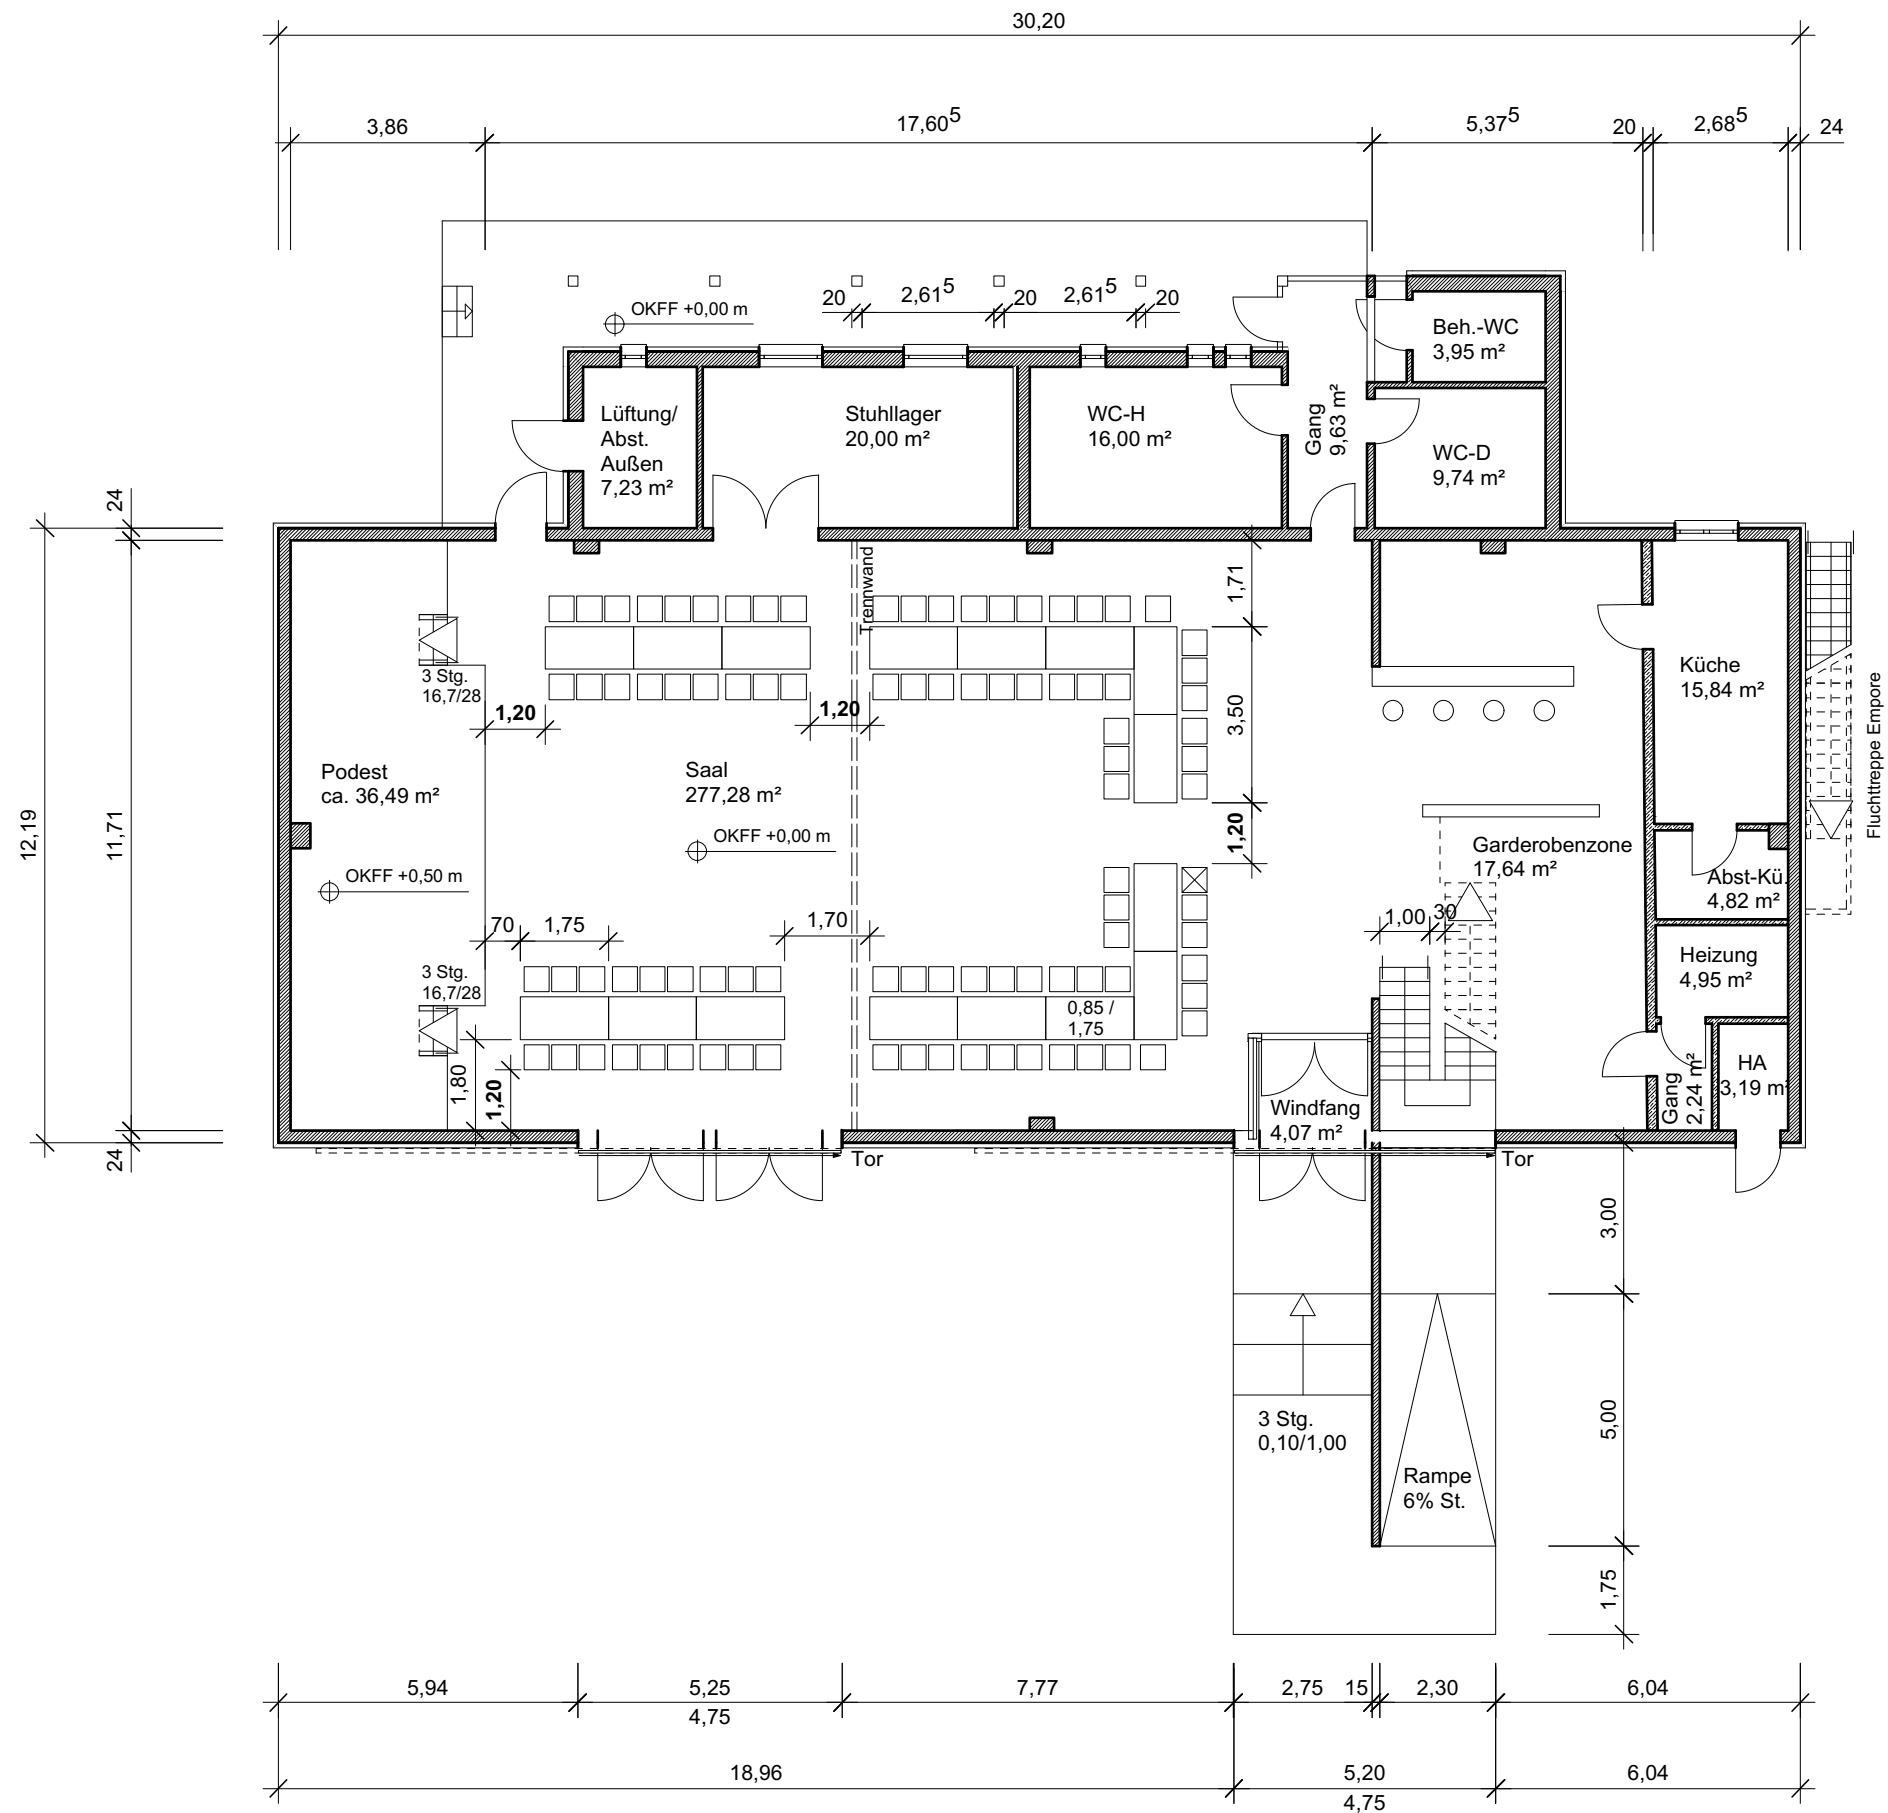 30,20
3,86
17,60⁵
5,37⁵
20
2,68⁵
24
20
2,61⁵
20
2,61⁵
20
OKFF +0,00 m
Beh.-WC
3,95 m²
Lüftung/
Abst.
Außen
7,23 m²
Stuhllager
20,00 m²
WC-H
16,00 m²
Gang
9,63 m²
WC-D
9,74 m²
24
12,19
11,71
24
Trennwand
1,71
3 Stg.
16,7/28
1,20
1,20
3,50
Küche
15,84 m²
Fluchttreppe Empore
Podest
ca. 36,49 m²
Saal
277,28 m²
OKFF +0,00 m
1,20
Garderobenzone
17,64 m²
OKFF +0,50 m
Abst-Kü.
4,82 m²
70
1,75
1,70
1,00
30
Heizung
4,95 m²
3 Stg.
16,7/28
0,85 /
1,75
1,80
1,20
Windfang
4,07 m²
Gang
2,24 m²
HA
3,19 m²
Tor
Tor
3,00
5,00
3 Stg.
0,10/1,00
Rampe
6% St.
1,75
5,94
5,25
4,75
7,77
2,75
15
2,30
6,04
18,96
5,20
4,75
6,04